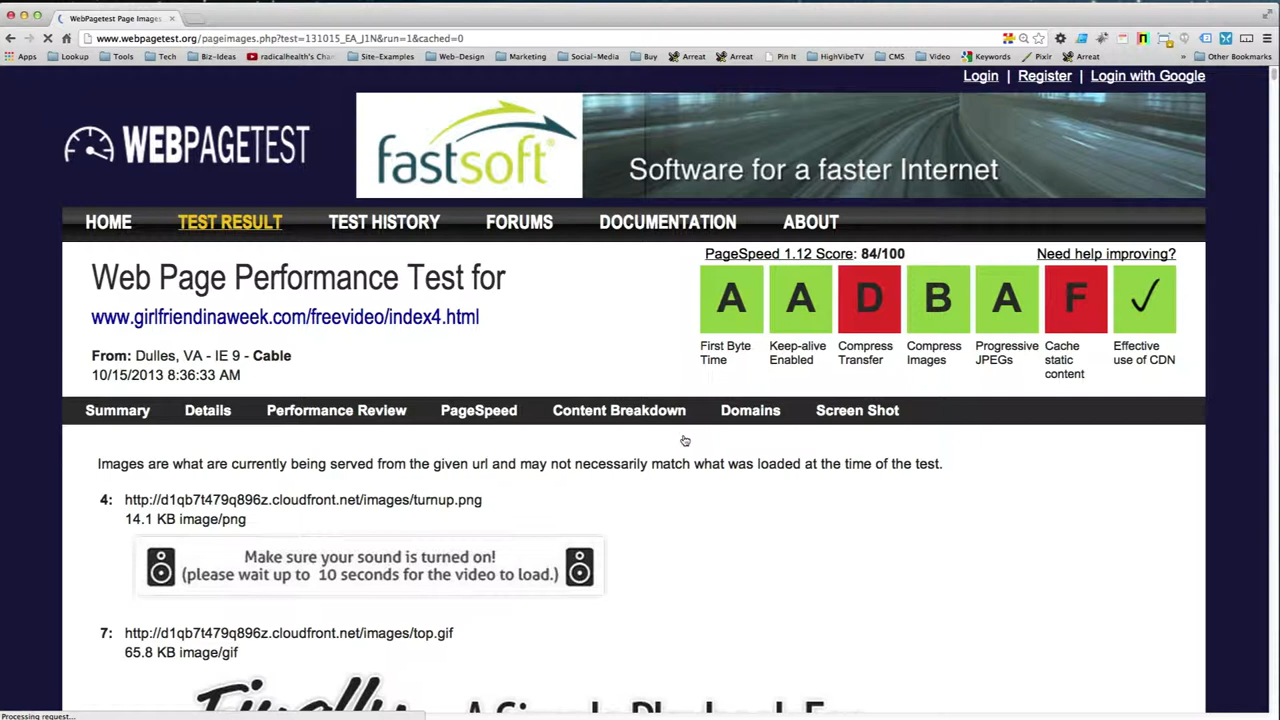 WebPagetest Page Images
www.webpagetest.org/pageimages.php?test=131015_EA_J1N&run=1&cached=0
Apps Lookup Tools Tech Biz-Ideas radicalhealth's Chan Site-Examples Web-Design Marketing Social-Media Buy Arreat Arreat Pin It HighVibeTV CMS Video Keywords Pixlr Arreat » Other Bookmarks
Login | Register | Login with Google
WEBPAGETEST
fastsoft
Software for a faster Internet
HOME TEST RESULT TEST HISTORY FORUMS DOCUMENTATION ABOUT
PageSpeed 1.12 Score: 84/100 Need help improving?
Web Page Performance Test for
www.girlfriendinaweek.com/freevideo/index4.html
A A D B A F ✓
First Byte Time
Keep-alive Enabled
Compress Transfer
Compress Images
Progressive JPEGs
Cache static content
Effective use of CDN
From: Dulles, VA - IE 9 - Cable
10/15/2013 8:36:33 AM
Summary Details Performance Review PageSpeed Content Breakdown Domains Screen Shot
Images are what are currently being served from the given url and may not necessarily match what was loaded at the time of the test.
4: http://d1qb7t479q896z.cloudfront.net/images/turnup.png
14.1 KB image/png
Make sure your sound is turned on!
(please wait up to 10 seconds for the video to load.)
7: http://d1qb7t479q896z.cloudfront.net/images/top.gif
65.8 KB image/gif
Processing request...